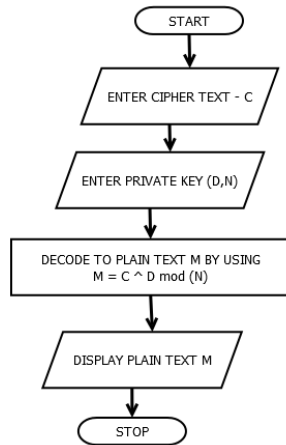 START
ENTER CIPHER TEXT - C
ENTER PRIVATE KEY (D,N)
DECODE TO PLAIN TEXT M BY USING
M = C ^ D mod (N)
DISPLAY PLAIN TEXT M
STOP